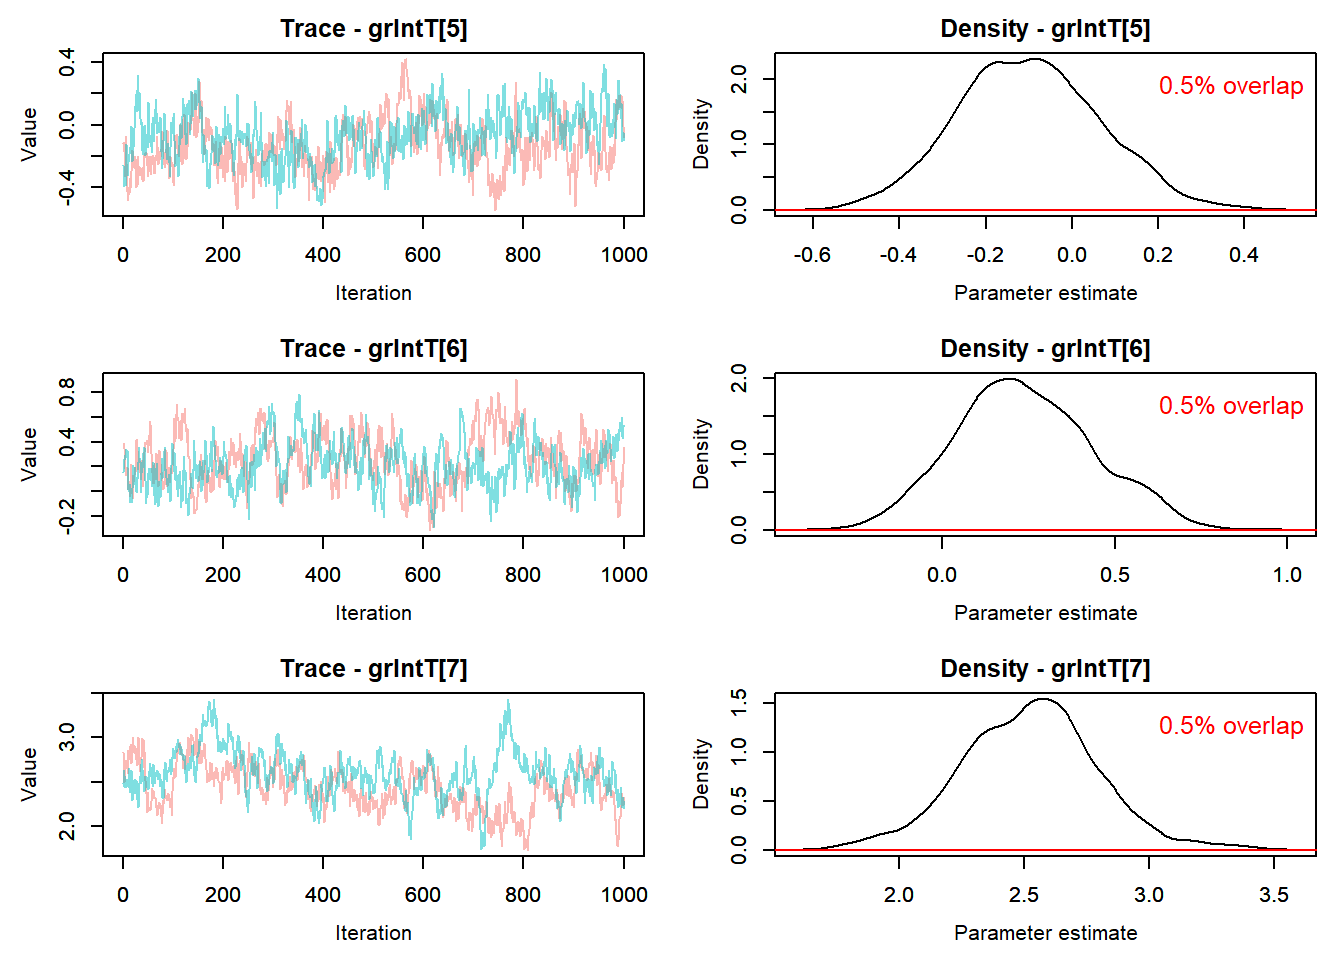 Trace - grIntT[5]
Value
-0.4
0.0
0.4
0
200
400
600
800
1000
Iteration
Density - grIntT[5]
Density
0.0
1.0
2.0
0.5% overlap
-0.6
-0.4
-0.2
0.0
0.2
0.4
Parameter estimate
Trace - grIntT[6]
Value
-0.2
0.4
0.8
0
200
400
600
800
1000
Iteration
Density - grIntT[6]
Density
0.0
1.0
2.0
0.5% overlap
0.0
0.5
1.0
Parameter estimate
Trace - grIntT[7]
Value
2.0
3.0
0
200
400
600
800
1000
Iteration
Density - grIntT[7]
Density
0.0
0.5
1.0
1.5
0.5% overlap
2.0
2.5
3.0
3.5
Parameter estimate